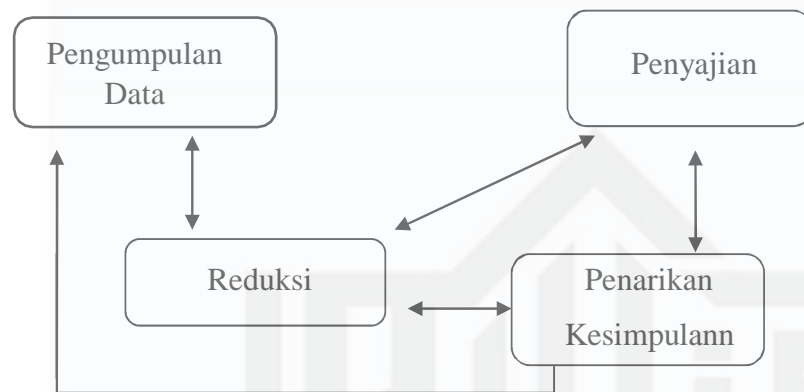 Pengumpulan
Data
Penyajian
Reduksi
Penarikan
Kesimpulann